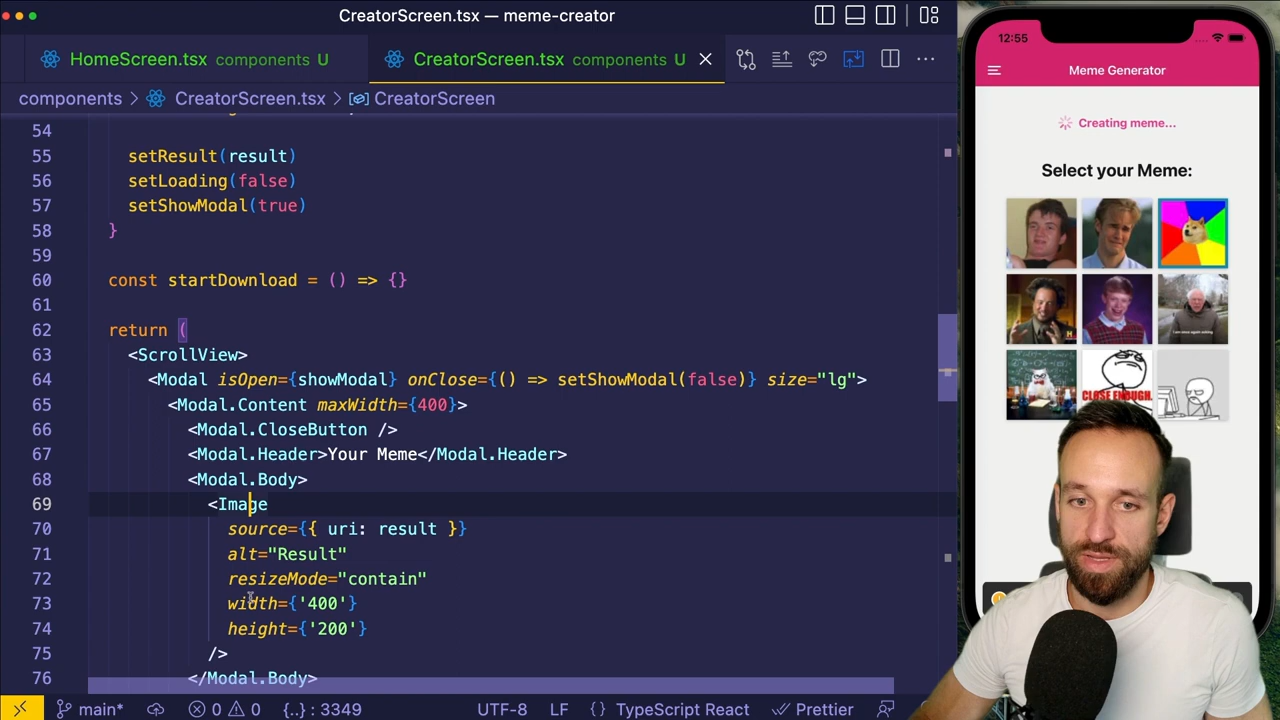 CreatorScreen.tsx — meme-creator
HomeScreen.tsx components U
CreatorScreen.tsx components U
components > CreatorScreen.tsx > CreatorScreen
54
55 setResult(result)
56 setLoading(false)
57 setShowModal(true)
58 }
59
60 const startDownload = () => {}
61
62 return (
63 <ScrollView>
64 <Modal isOpen={showModal} onClose={() => setShowModal(false)} size="lg">
65 <Modal.Content maxWidth={400}>
66 <Modal.CloseButton />
67 <Modal.Header>Your Meme</Modal.Header>
68 <Modal.Body>
69 <Image
70 source={{ uri: result }}
71 alt="Result"
72 resizeMode="contain"
73 width={'400'}
74 height={'200'}
75 />
76 </Modal.Body>
main* 0 0 {..} : 3349 UTF-8 LF {} TypeScript React Prettier
12:55
Meme Generator
Creating meme...
Select your Meme:
H
I am once again asking
CLOSE ENOUGH.